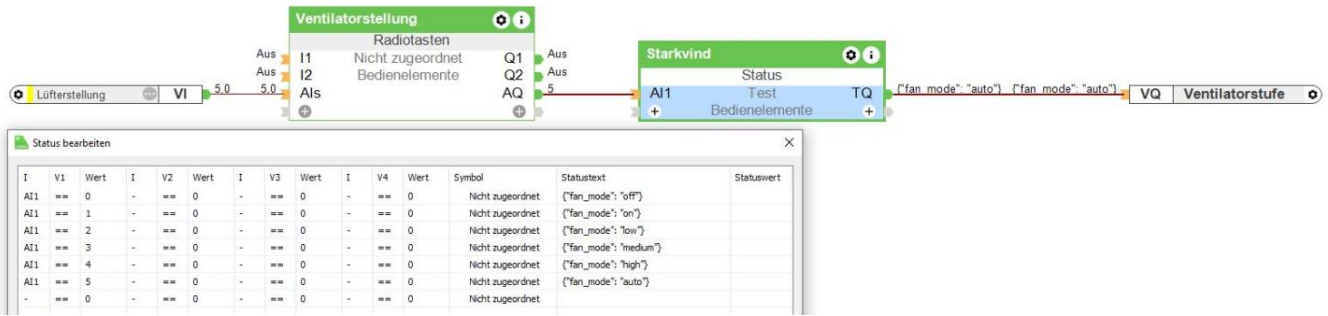 Ventilatorstellung
Radiotasten
Aus I1 Nicht zugeordnet Q1 Aus
Aus I2 Bedienelemente Q2 Aus
Lüfterstellung VI 5.0 5.0 AIs AQ 5
Starkvind
Status
AI1 Test TQ {"fan_mode": "auto"} {"fan_mode": "auto"} VQ Ventilatorstufe
Bedienelemente
Status bearbeiten
I V1 Wert I V2 Wert I V3 Wert I V4 Wert Symbol Statustext Statuswert
AI1 == 0 - == 0 - == 0 - == 0 Nicht zugeordnet {"fan_mode": "off"}
AI1 == 1 - == 0 - == 0 - == 0 Nicht zugeordnet {"fan_mode": "on"}
AI1 == 2 - == 0 - == 0 - == 0 Nicht zugeordnet {"fan_mode": "low"}
AI1 == 3 - == 0 - == 0 - == 0 Nicht zugeordnet {"fan_mode": "medium"}
AI1 == 4 - == 0 - == 0 - == 0 Nicht zugeordnet {"fan_mode": "high"}
AI1 == 5 - == 0 - == 0 - == 0 Nicht zugeordnet {"fan_mode": "auto"}
- == 0 - == 0 - == 0 - == 0 Nicht zugeordnet